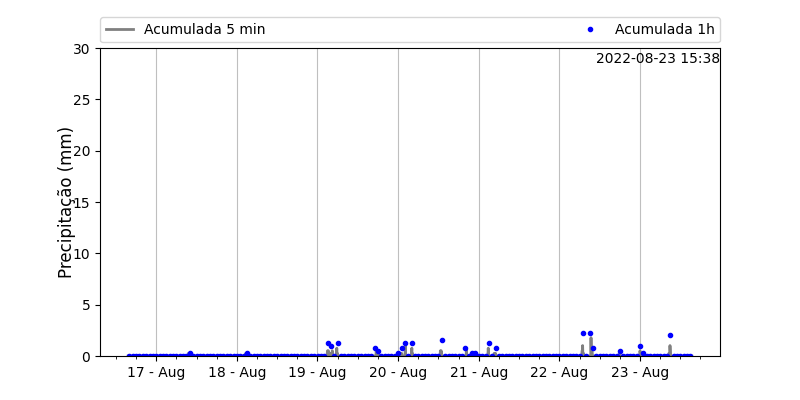 Acumulada 5 min
Acumulada 1h
2022-08-23 15:38
Precipitação (mm)
30
25
20
15
10
5
0
17 - Aug
18 - Aug
19 - Aug
20 - Aug
21 - Aug
22 - Aug
23 - Aug